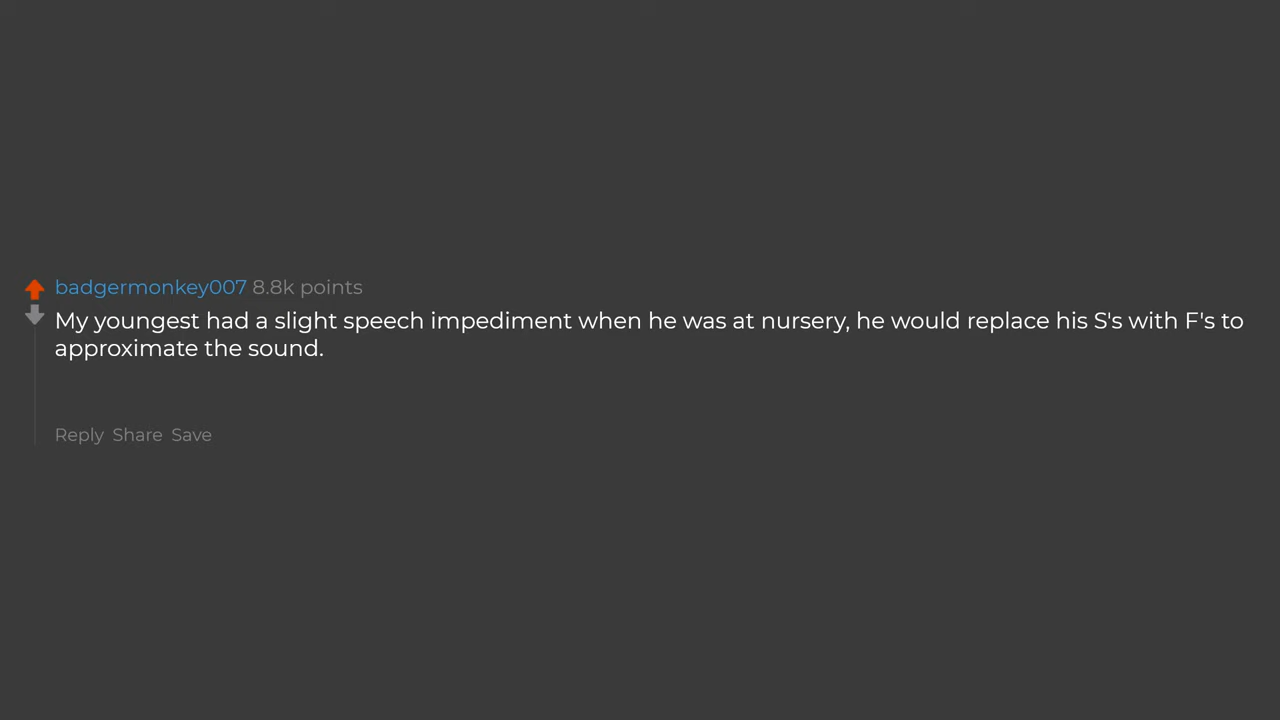 badgermonkey007 8.8k points
My youngest had a slight speech impediment when he was at nursery, he would replace his S's with F's to
approximate the sound.
Reply Share Save